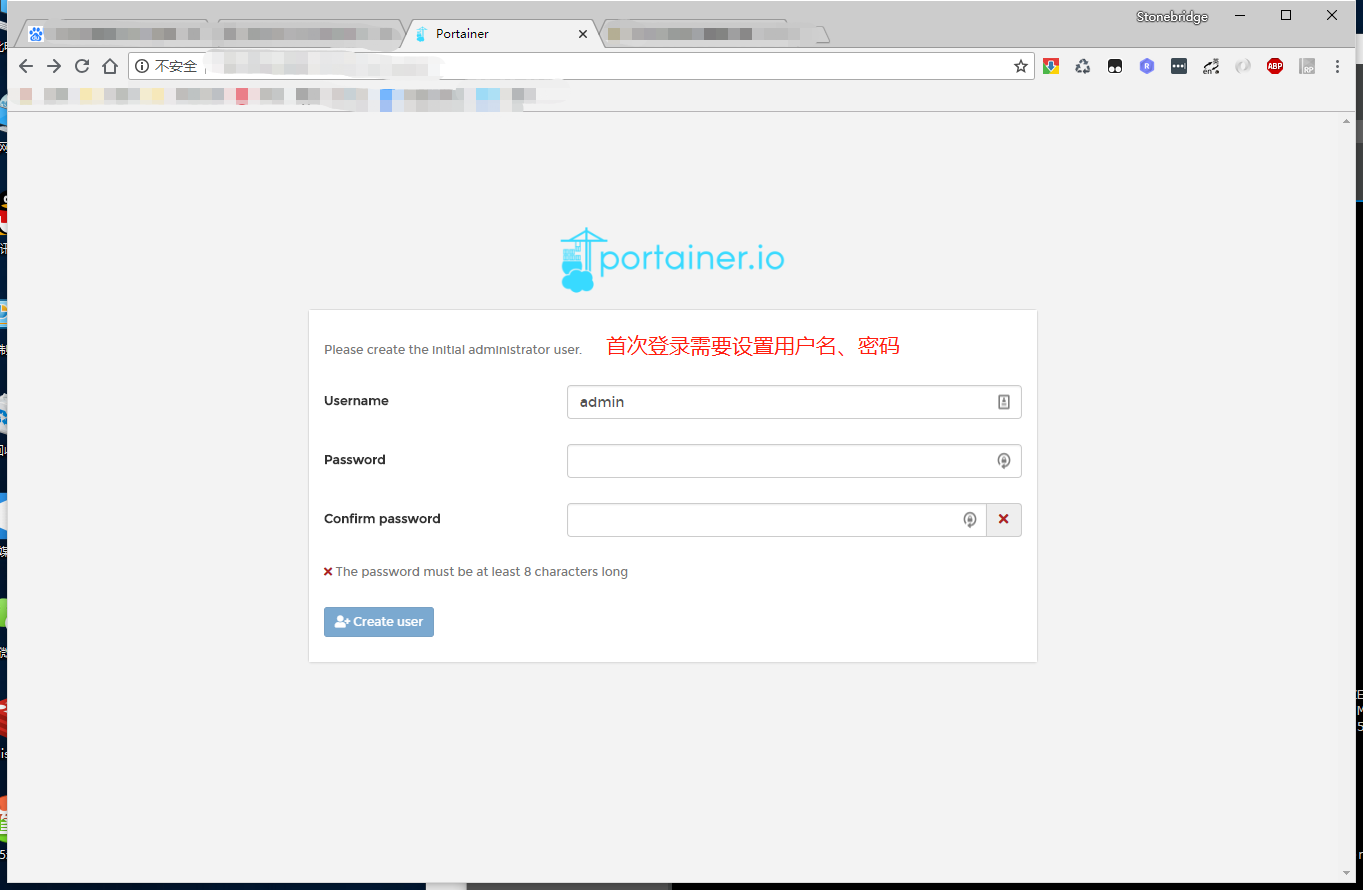 Stonebridge
Portainer
不安全
portainer.io
Please create the initial administrator user.
首次登录需要设置用户名、密码
Username
admin
Password
Confirm password
The password must be at least 8 characters long
Create user